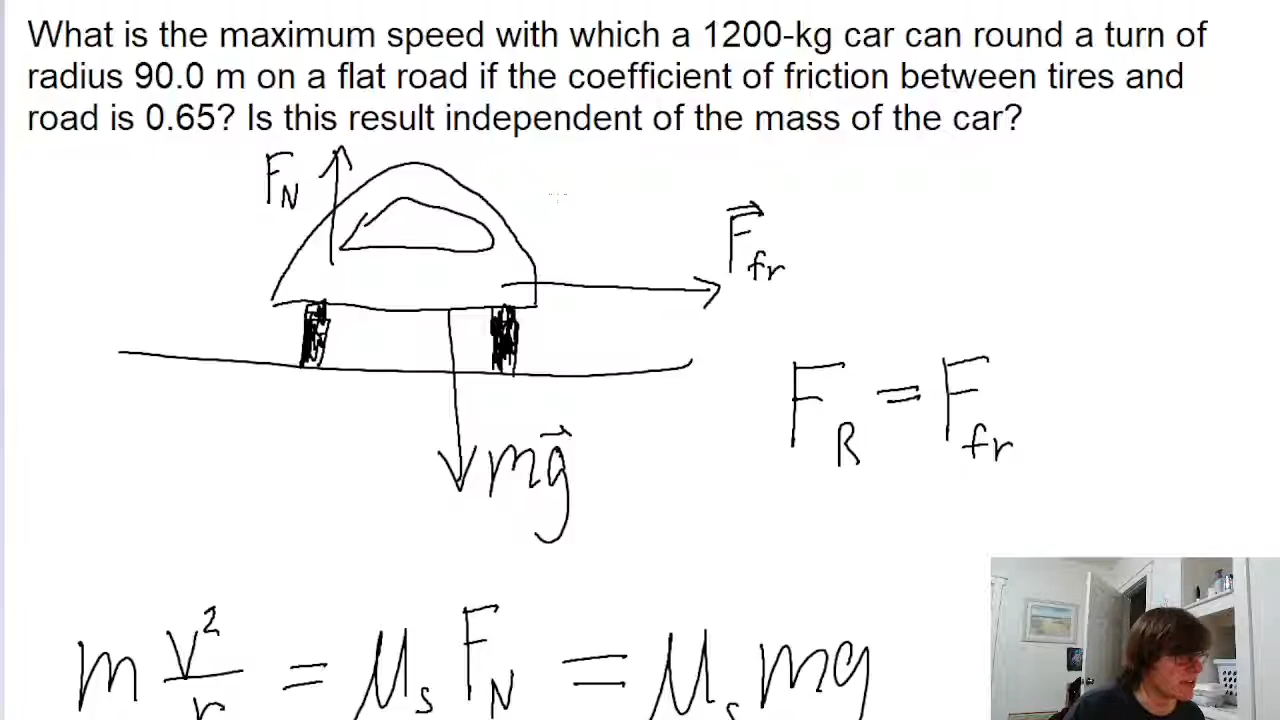 What is the maximum speed with which a 1200-kg car can round a turn of
radius 90.0 m on a flat road if the coefficient of friction between tires and
road is 0.65? Is this result independent of the mass of the car?
F_N
F⃗_fr
F_R = F_fr
mg⃗
m v²/r = μ_s F_N = μ_s mg